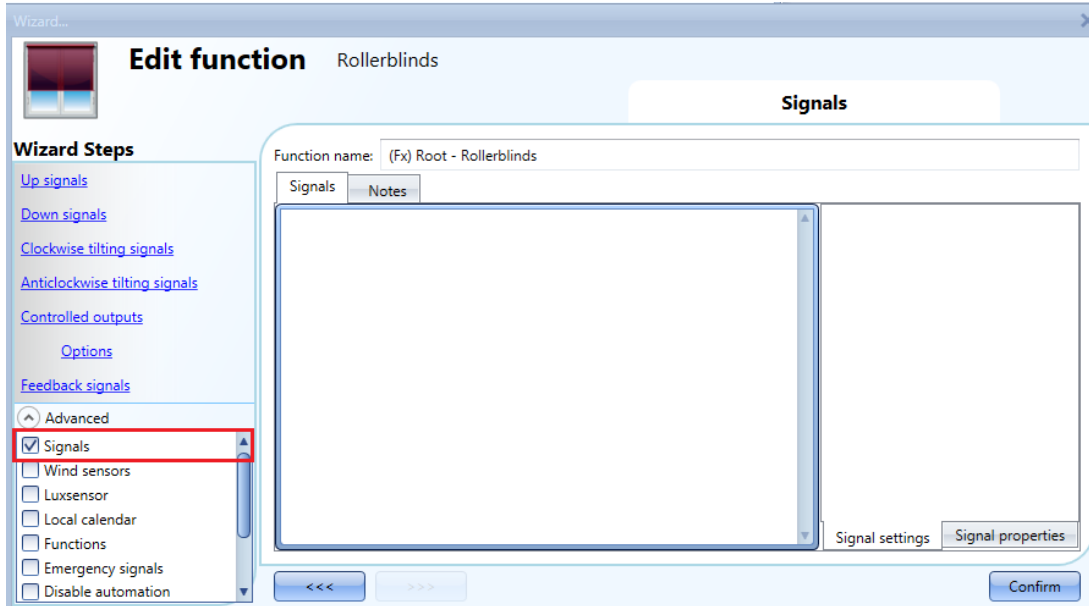 Wizard...
Edit function Rollerblinds
Signals
Wizard Steps
Up signals
Down signals
Clockwise tilting signals
Anticlockwise tilting signals
Controlled outputs
Options
Feedback signals
Advanced
Signals
Wind sensors
Luxsensor
Local calendar
Functions
Emergency signals
Disable automation
Function name: (Fx) Root - Rollerblinds
Signals Notes
Signal settings Signal properties
<<< >>> Confirm